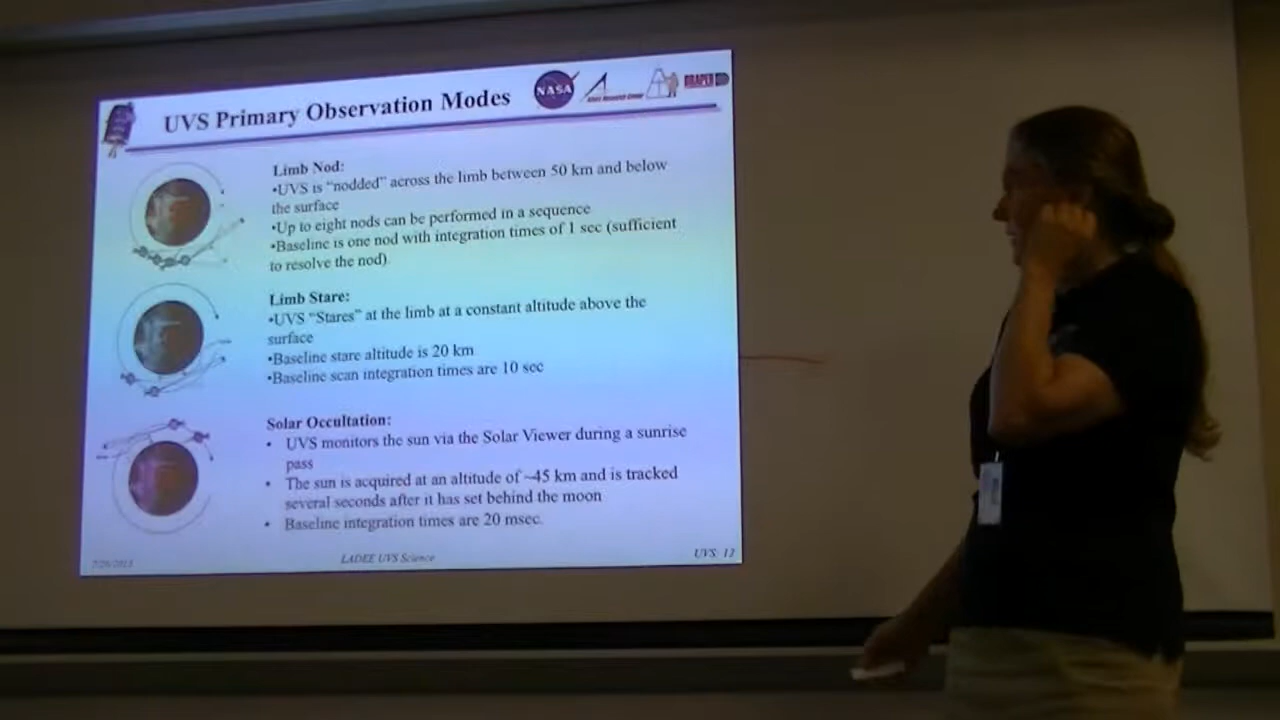 UVS Primary Observation Modes
NASA
DRAPER
Limb Nod:
•UVS is “nodded” across the limb between 50 km and below
the surface
•Up to eight nods can be performed in a sequence
•Baseline is one nod with integration times of 1 sec (sufficient
to resolve the nod).
Limb Stare:
•UVS “Stares” at the limb at a constant altitude above the
surface
•Baseline stare altitude is 20 km
•Baseline scan integration times are 10 sec
Solar Occultation:
• UVS monitors the sun via the Solar Viewer during a sunrise
pass
• The sun is acquired at an altitude of ~45 km and is tracked
several seconds after it has set behind the moon
• Baseline integration times are 20 msec.
LADEE UVS Science
UVS: 12